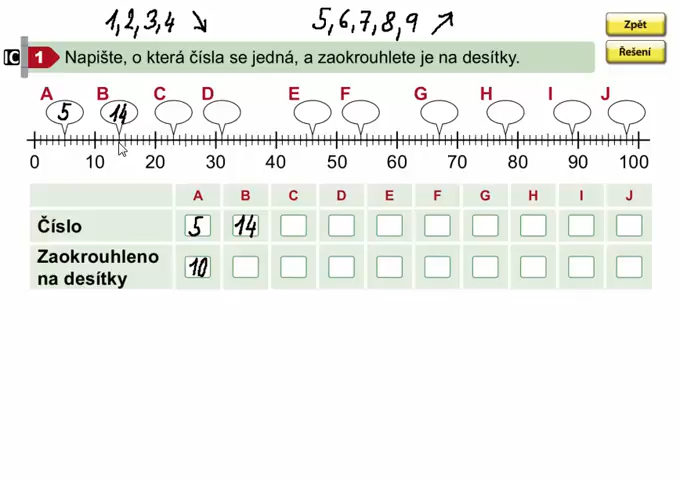 1,2,3,4 ↘ 5,6,7,8,9 ↗
Zpět
1 Napište, o která čísla se jedná, a zaokrouhlete je na desítky.
Řešení
A B C D E F G H I J
5 14
0 10 20 30 40 50 60 70 80 90 100
A B C D E F G H I J
Číslo 5 14
Zaokrouhleno
na desítky 10